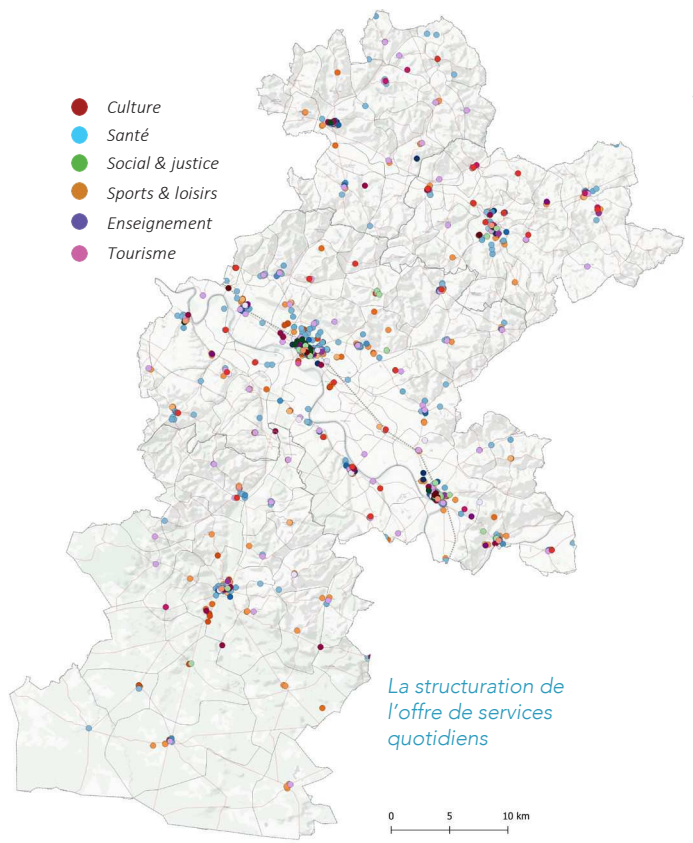 Culture
Santé
Social & justice
Sports & loisirs
Enseignement
Tourisme
La structuration de
l'offre de services
quotidiens
0 5 10 km